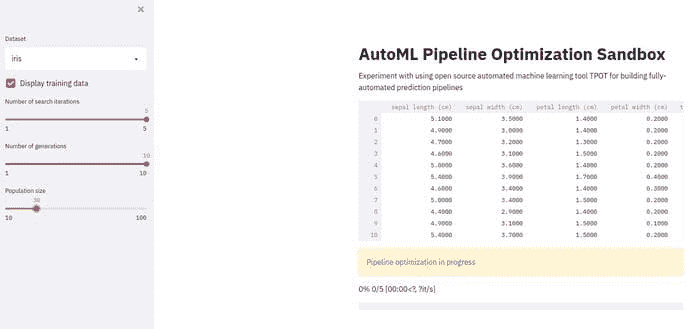 ×
Dataset
iris
Display training data
Number of search iterations
5
1 5
Number of generations
10
1 10
Population size
30
10 100
AutoML Pipeline Optimization Sandbox
Experiment with using open source automated machine learning tool TPOT for building fully-
automated prediction pipelines
sepal length (cm) sepal width (cm) petal length (cm) petal width (cm) t
0 5.1000 3.5000 1.4000 0.2000
1 4.9000 3.0000 1.4000 0.2000
2 4.7000 3.2000 1.3000 0.2000
3 4.6000 3.1000 1.5000 0.2000
4 5.0000 3.6000 1.4000 0.2000
5 5.4000 3.9000 1.7000 0.4000
6 4.6000 3.4000 1.4000 0.3000
7 5.0000 3.4000 1.5000 0.2000
8 4.4000 2.9000 1.4000 0.2000
9 4.9000 3.1000 1.5000 0.1000
10 5.4000 3.7000 1.5000 0.2000
Pipeline optimization in progress
0% 0/5 [00:00<?, ?it/s]